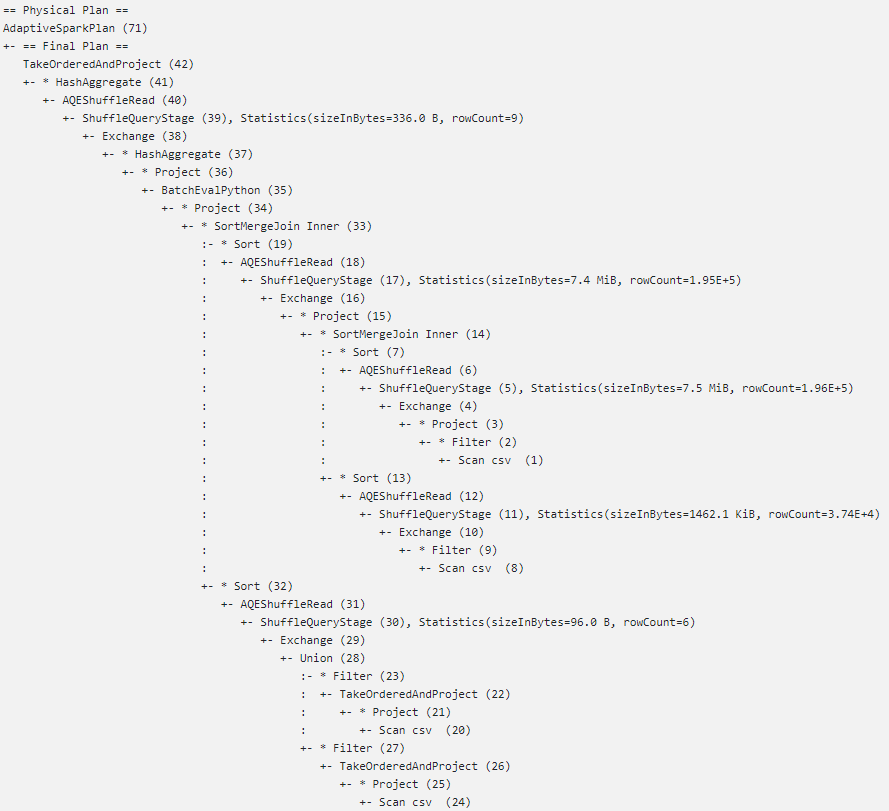 == Physical Plan ==
AdaptiveSparkPlan (71)
+- == Final Plan ==
   TakeOrderedAndProject (42)
   +- * HashAggregate (41)
      +- AQEShuffleRead (40)
         +- ShuffleQueryStage (39), Statistics(sizeInBytes=336.0 B, rowCount=9)
            +- Exchange (38)
               +- * HashAggregate (37)
                  +- * Project (36)
                     +- BatchEvalPython (35)
                        +- * Project (34)
                           +- * SortMergeJoin Inner (33)
                              :- * Sort (19)
                              :  +- AQEShuffleRead (18)
                              :     +- ShuffleQueryStage (17), Statistics(sizeInBytes=7.4 MiB, rowCount=1.95E+5)
                              :        +- Exchange (16)
                              :           +- * Project (15)
                              :              +- * SortMergeJoin Inner (14)
                              :                 :- * Sort (7)
                              :                 :  +- AQEShuffleRead (6)
                              :                 :     +- ShuffleQueryStage (5), Statistics(sizeInBytes=7.5 MiB, rowCount=1.96E+5)
                              :                 :        +- Exchange (4)
                              :                 :           +- * Project (3)
                              :                 :              +- * Filter (2)
                              :                 :                 +- Scan csv  (1)
                              :                 +- * Sort (13)
                              :                    +- AQEShuffleRead (12)
                              :                       +- ShuffleQueryStage (11), Statistics(sizeInBytes=1462.1 KiB, rowCount=3.74E+4)
                              :                          +- Exchange (10)
                              :                             +- * Filter (9)
                              :                                +- Scan csv  (8)
                              +- * Sort (32)
                                 +- AQEShuffleRead (31)
                                    +- ShuffleQueryStage (30), Statistics(sizeInBytes=96.0 B, rowCount=6)
                                       +- Exchange (29)
                                          +- Union (28)
                                             :- * Filter (23)
                                             :  +- TakeOrderedAndProject (22)
                                             :     +- * Project (21)
                                             :        +- Scan csv  (20)
                                             +- * Filter (27)
                                                +- TakeOrderedAndProject (26)
                                                   +- * Project (25)
                                                      +- Scan csv  (24)